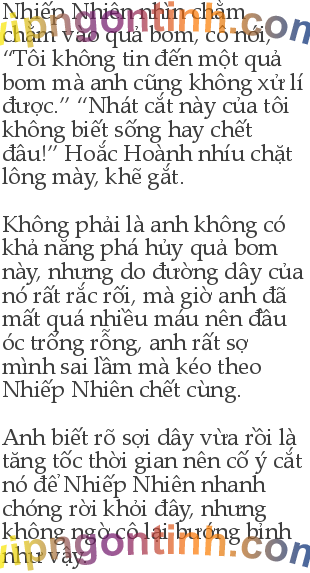 Nhiếp Nhiên nhìn chằm
chằm vào quả bom, cô nói,
“Tôi không tin đến một quả
bom mà anh cũng không xử lí
được.” “Nhát cắt này của tôi
không biết sống hay chết
đâu!” Hoắc Hoành nhíu chặt
lông mày, khẽ gắt.
Không phải là anh không có
khả năng phá hủy quả bom
này, nhưng do đường dây của
nó rất rắc rối, mà giờ anh đã
mất quá nhiều máu nên đầu
óc trống rỗng, anh rất sợ
mình sai lầm mà kéo theo
Nhiếp Nhiên chết cùng.
Anh biết rõ sợi dây vừa rồi là
tăng tốc thời gian nên cố ý cắt
nó để Nhiếp Nhiên nhanh
chóng rời khỏi đây, nhưng
không ngờ cô lại bướng bỉnh
như vậy.
vipngontinh.com
vipngontinh.com